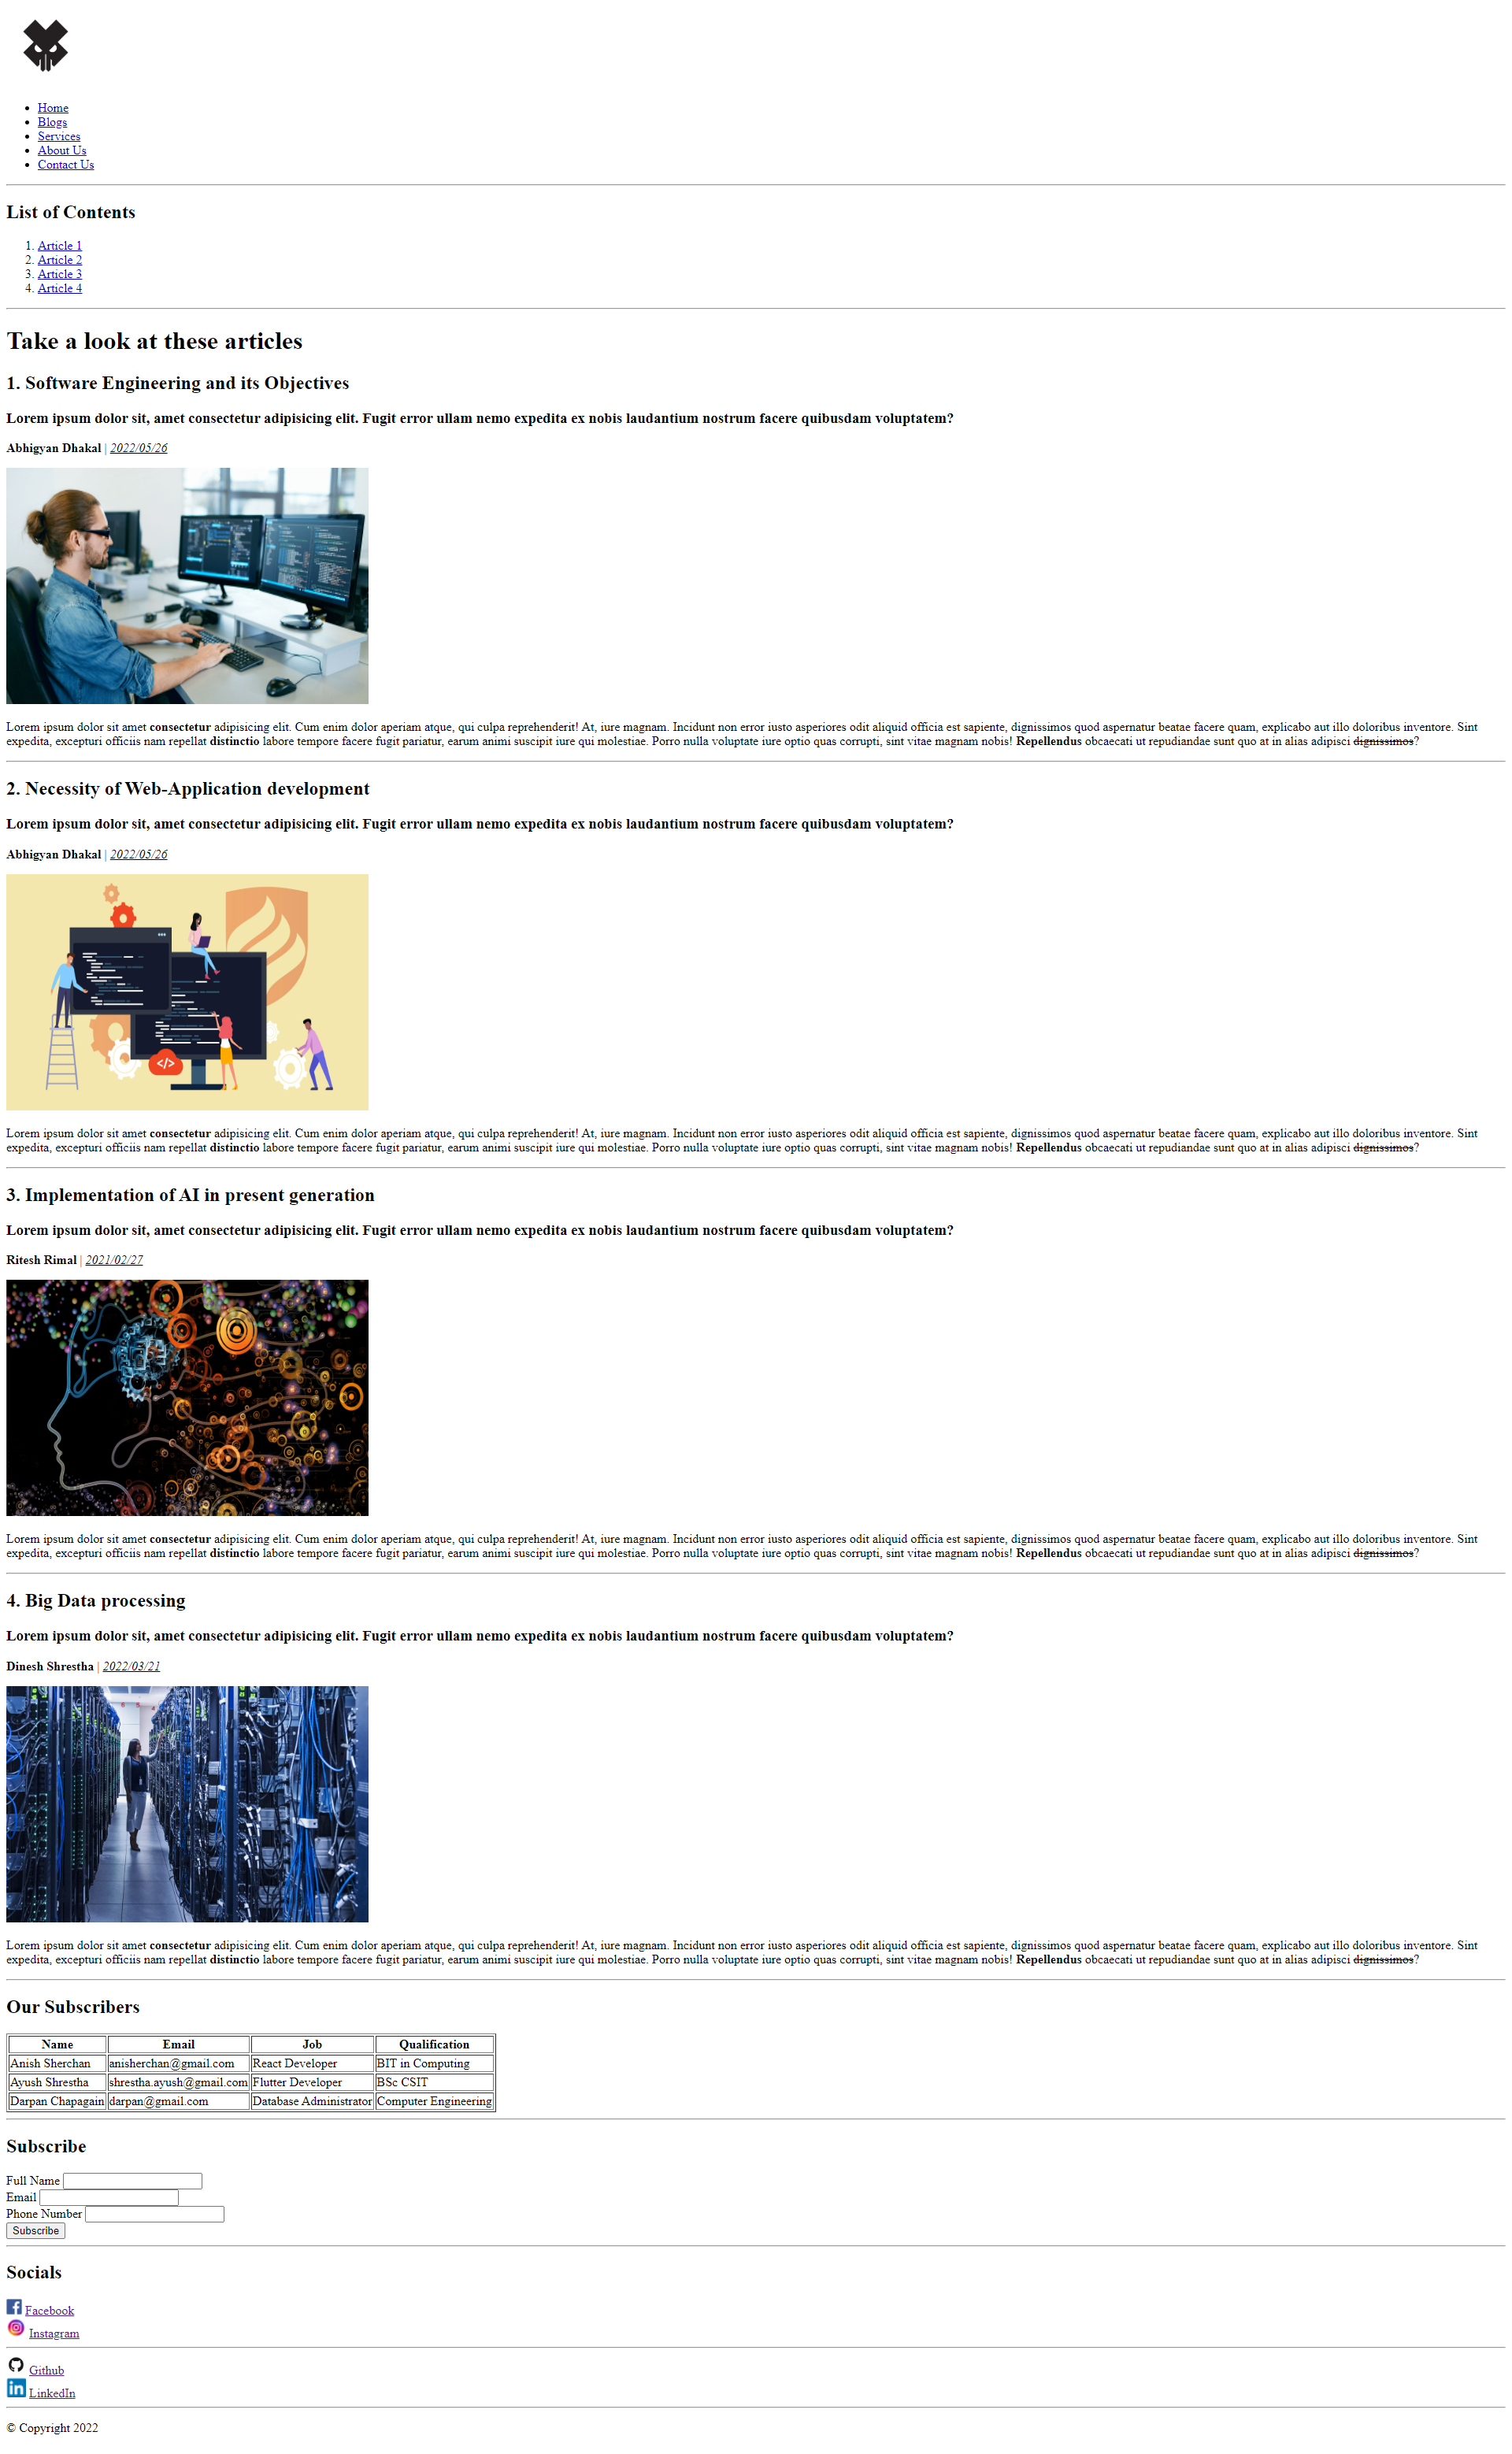 Home
Blogs
Services
About Us
Contact Us
List of Contents
1. Article 1
2. Article 2
3. Article 3
4. Article 4
Take a look at these articles
1. Software Engineering and its Objectives
Lorem ipsum dolor sit, amet consectetur adipisicing elit. Fugit error ullam nemo expedita ex nobis laudantium nostrum facere quibusdam voluptatem?
Abhigyan Dhakal | 2022/05/26
Lorem ipsum dolor sit amet consectetur adipisicing elit. Cum enim dolor aperiam atque, qui culpa reprehenderit! At, iure magnam. Incidunt non error iusto asperiores odit aliquid officia est sapiente, dignissimos quod aspernatur beatae facere quam, explicabo aut illo doloribus inventore. Sint
expedita, excepturi officiis nam repellat distinctio labore tempore facere fugit pariatur, earum animi suscipit iure qui molestiae. Porro nulla voluptate iure optio quas corrupti, sint vitae magnam nobis! Repellendus obcaecati ut repudiandae sunt quo at in alias adipisci dignissimos?
2. Necessity of Web-Application development
Lorem ipsum dolor sit, amet consectetur adipisicing elit. Fugit error ullam nemo expedita ex nobis laudantium nostrum facere quibusdam voluptatem?
Abhigyan Dhakal | 2022/05/26
</>
Lorem ipsum dolor sit amet consectetur adipisicing elit. Cum enim dolor aperiam atque, qui culpa reprehenderit! At, iure magnam. Incidunt non error iusto asperiores odit aliquid officia est sapiente, dignissimos quod aspernatur beatae facere quam, explicabo aut illo doloribus inventore. Sint
expedita, excepturi officiis nam repellat distinctio labore tempore facere fugit pariatur, earum animi suscipit iure qui molestiae. Porro nulla voluptate iure optio quas corrupti, sint vitae magnam nobis! Repellendus obcaecati ut repudiandae sunt quo at in alias adipisci dignissimos?
3. Implementation of AI in present generation
Lorem ipsum dolor sit, amet consectetur adipisicing elit. Fugit error ullam nemo expedita ex nobis laudantium nostrum facere quibusdam voluptatem?
Ritesh Rimal | 2021/02/27
Lorem ipsum dolor sit amet consectetur adipisicing elit. Cum enim dolor aperiam atque, qui culpa reprehenderit! At, iure magnam. Incidunt non error iusto asperiores odit aliquid officia est sapiente, dignissimos quod aspernatur beatae facere quam, explicabo aut illo doloribus inventore. Sint
expedita, excepturi officiis nam repellat distinctio labore tempore facere fugit pariatur, earum animi suscipit iure qui molestiae. Porro nulla voluptate iure optio quas corrupti, sint vitae magnam nobis! Repellendus obcaecati ut repudiandae sunt quo at in alias adipisci dignissimos?
4. Big Data processing
Lorem ipsum dolor sit, amet consectetur adipisicing elit. Fugit error ullam nemo expedita ex nobis laudantium nostrum facere quibusdam voluptatem?
Dinesh Shrestha | 2022/03/21
Lorem ipsum dolor sit amet consectetur adipisicing elit. Cum enim dolor aperiam atque, qui culpa reprehenderit! At, iure magnam. Incidunt non error iusto asperiores odit aliquid officia est sapiente, dignissimos quod aspernatur beatae facere quam, explicabo aut illo doloribus inventore. Sint
expedita, excepturi officiis nam repellat distinctio labore tempore facere fugit pariatur, earum animi suscipit iure qui molestiae. Porro nulla voluptate iure optio quas corrupti, sint vitae magnam nobis! Repellendus obcaecati ut repudiandae sunt quo at in alias adipisci dignissimos?
Our Subscribers
Name Email Job Qualification
Anish Sherchan anisherchan@gmail.com React Developer BIT in Computing
Ayush Shrestha shrestha.ayush@gmail.com Flutter Developer BSc CSIT
Darpan Chapagain darpan@gmail.com Database Administrator Computer Engineering
Subscribe
Full Name
Email
Phone Number
Subscribe
Socials
Facebook
Instagram
Github
LinkedIn
© Copyright 2022